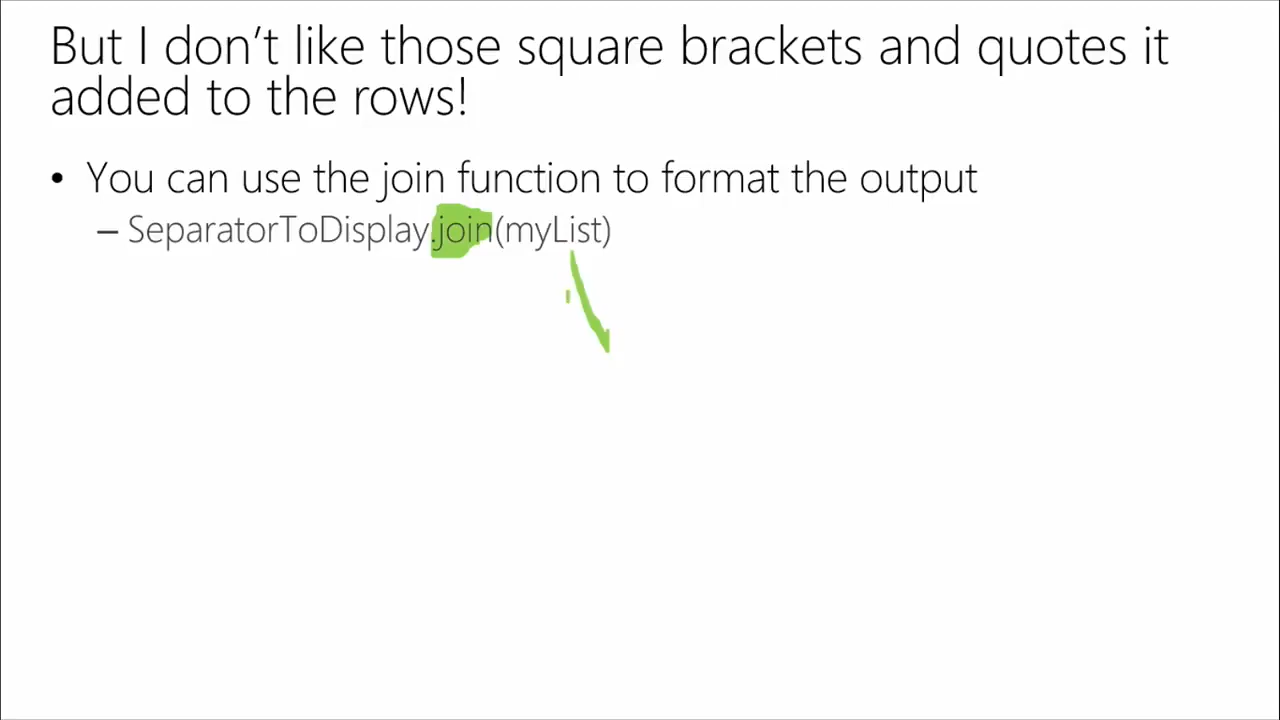 But I don't like those square brackets and quotes it
added to the rows!
• You can use the join function to format the output
– SeparatorToDisplay.join(myList)